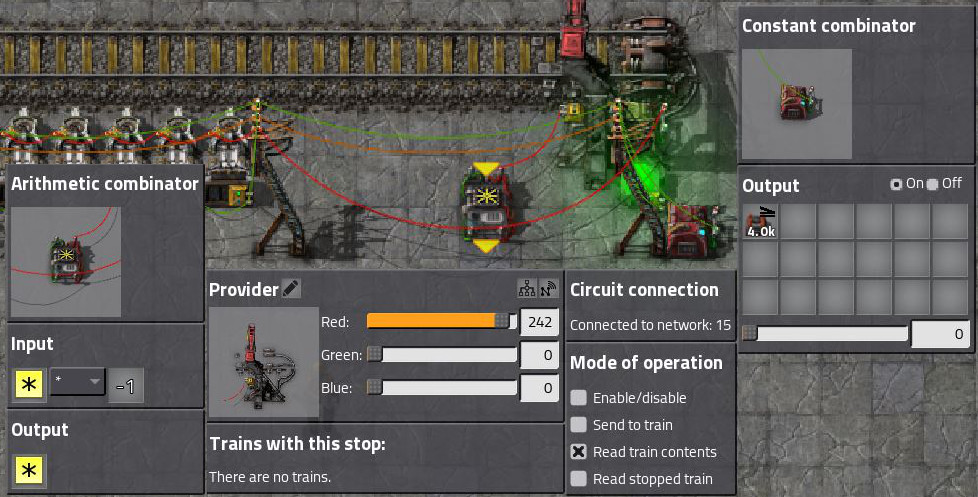 Constant combinator
Output
On
Off
4.0k
0
Arithmetic combinator
Input
*
-1
Output
Provider
Red:
242
Green:
0
Blue:
0
Trains with this stop:
There are no trains.
Circuit connection
Connected to network: 15
Mode of operation
Enable/disable
Send to train
Read train contents
Read stopped train